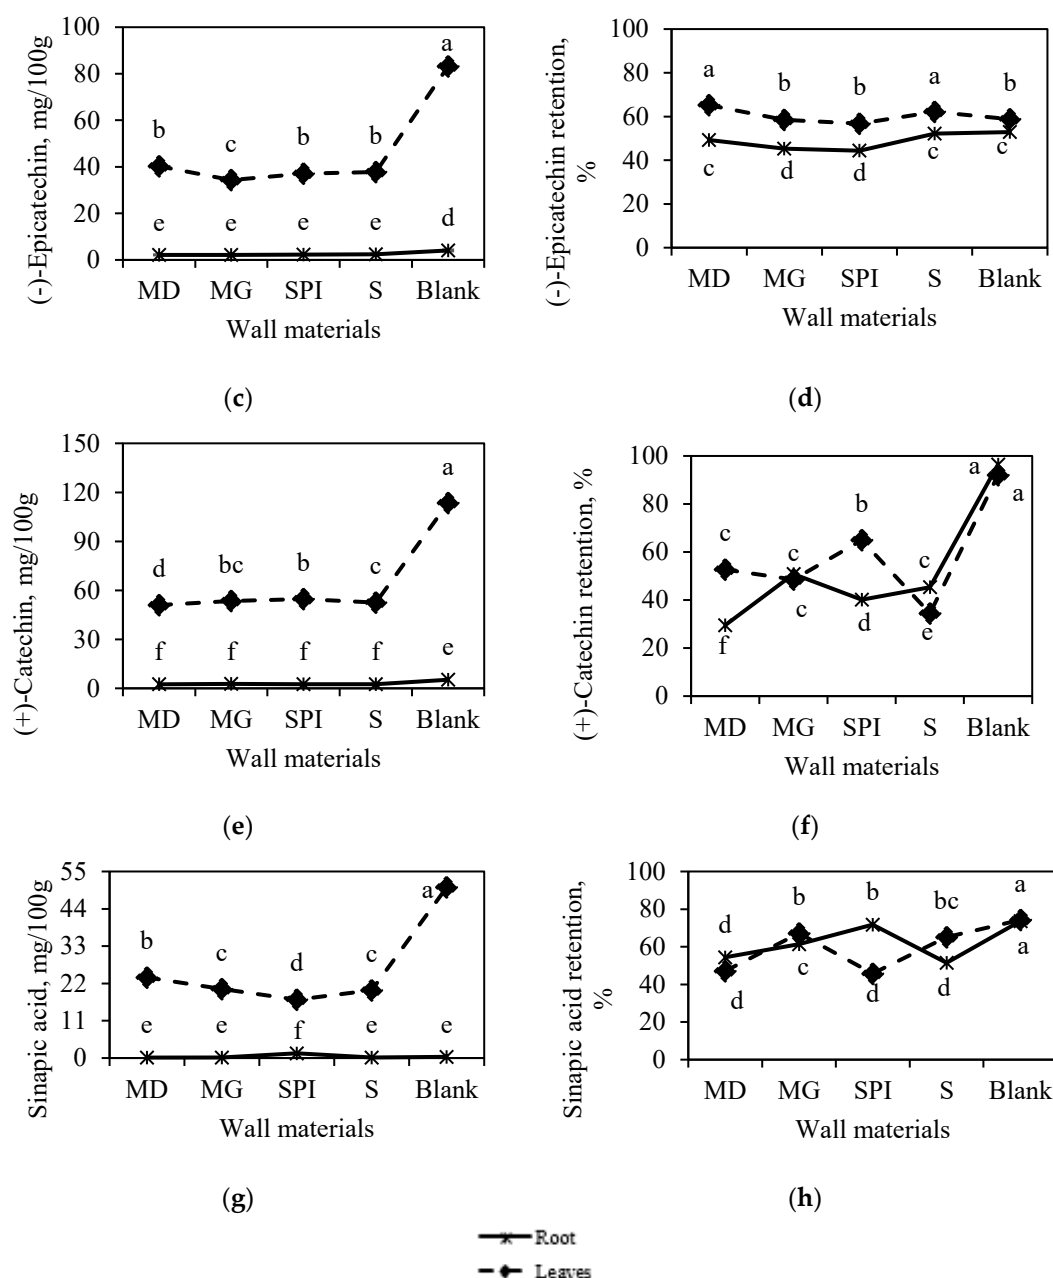 (-)-Epicatechin, mg/100g
100
80
60
40
20
0
b c b b a
e e e e d
MD MG SPI S Blank
Wall materials
(c)
(-)-Epicatechin retention, %
100
80
60
40
20
0
a b b a b
c d d c c
MD MG SPI S Blank
Wall materials
(d)
(+)-Catechin, mg/100g
150
120
90
60
30
0
d bc b c a
f f f f e
MD MG SPI S Blank
Wall materials
(e)
(+)-Catechin retention, %
100
80
60
40
20
0
c c b c a
f c d e a
MD MG SPI S Blank
Wall materials
(f)
Sinapic acid, mg/100g
55
44
33
22
11
0
b c d c a
e e f e e
MD MG SPI S Blank
Wall materials
(g)
Sinapic acid retention, %
100
80
60
40
20
0
d b b bc a
d c d d a
MD MG SPI S Blank
Wall materials
(h)
Root
Leaves